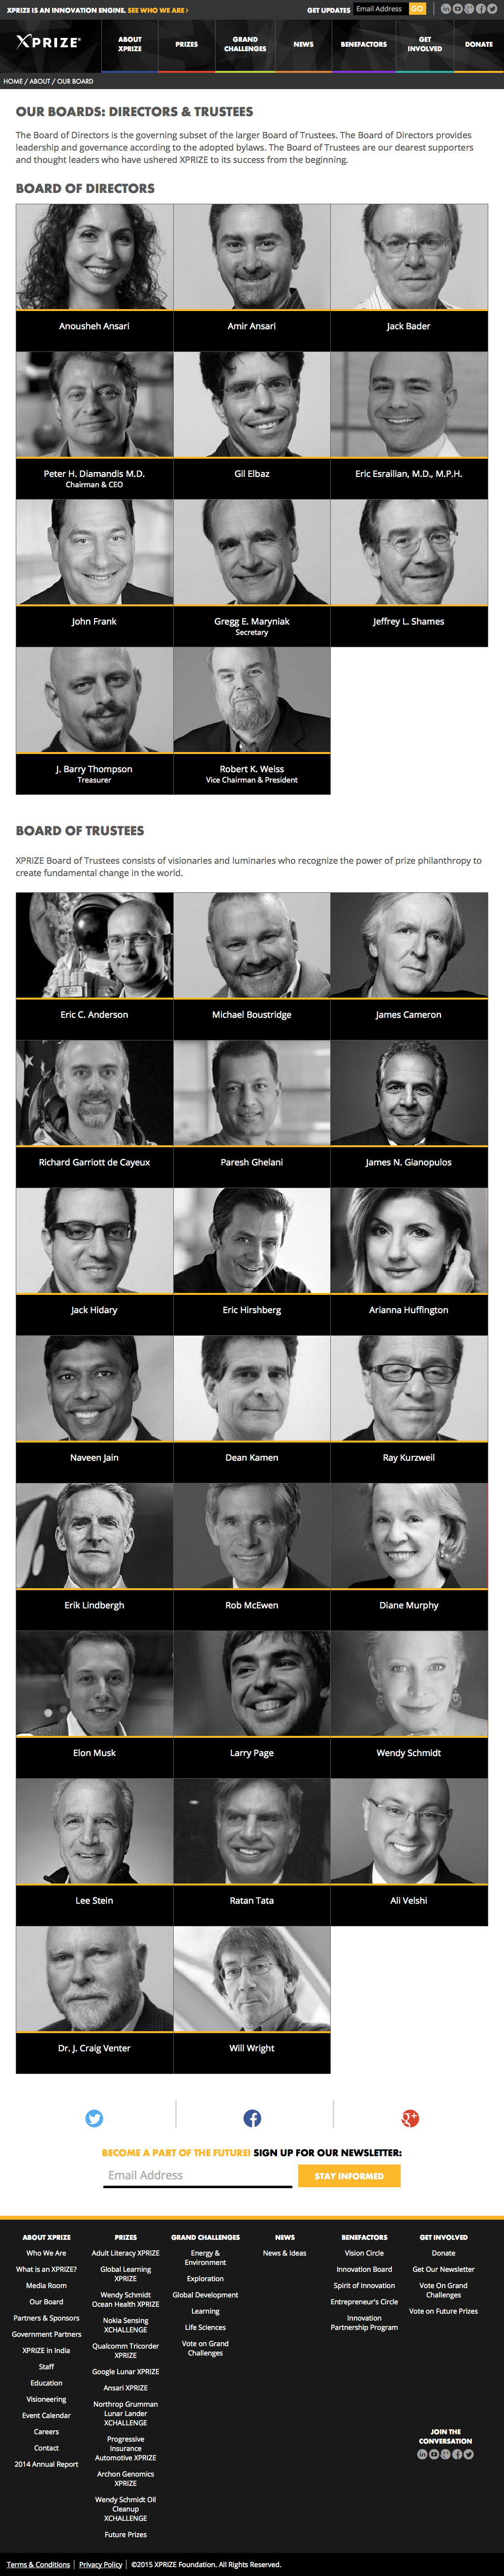 XPRIZE IS AN INNOVATION ENGINE. SEE WHO WE ARE >
GET UPDATES Email Address GO
XPRIZE
ABOUT
XPRIZE
PRIZES
GRAND
CHALLENGES
NEWS
BENEFACTORS
GET
INVOLVED
DONATE
HOME / ABOUT / OUR BOARD
OUR BOARDS: DIRECTORS & TRUSTEES
The Board of Directors is the governing subset of the larger Board of Trustees. The Board of Directors provides
leadership and governance according to the adopted bylaws. The Board of Trustees are our dearest supporters
and thought leaders who have ushered XPRIZE to its success from the beginning.
BOARD OF DIRECTORS
Anousheh Ansari
Amir Ansari
Jack Bader
Peter H. Diamandis M.D.
Chairman & CEO
Gil Elbaz
Eric Esrailian, M.D., M.P.H.
John Frank
Gregg E. Maryniak
Secretary
Jeffrey L. Shames
J. Barry Thompson
Treasurer
Robert K. Weiss
Vice Chairman & President
BOARD OF TRUSTEES
XPRIZE Board of Trustees consists of visionaries and luminaries who recognize the power of prize philanthropy to
create fundamental change in the world.
Eric C. Anderson
Michael Boustridge
James Cameron
Richard Garriott de Cayeux
Paresh Ghelani
James N. Gianopulos
Jack Hidary
Eric Hirshberg
Arianna Huffington
Naveen Jain
Dean Kamen
Ray Kurzweil
Erik Lindbergh
Rob McEwen
Diane Murphy
Elon Musk
Larry Page
Wendy Schmidt
Lee Stein
Ratan Tata
Ali Velshi
Dr. J. Craig Venter
Will Wright
BECOME A PART OF THE FUTURE! SIGN UP FOR OUR NEWSLETTER:
Email Address
STAY INFORMED
ABOUT XPRIZE
Who We Are
What is an XPRIZE?
Media Room
Our Board
Partners & Sponsors
Government Partners
XPRIZE in India
Staff
Education
Visioneering
Event Calendar
Careers
Contact
2014 Annual Report
PRIZES
Adult Literacy XPRIZE
Global Learning
XPRIZE
Wendy Schmidt
Ocean Health XPRIZE
Nokia Sensing
XCHALLENGE
Qualcomm Tricorder
XPRIZE
Google Lunar XPRIZE
Ansari XPRIZE
Northrop Grumman
Lunar Lander
XCHALLENGE
Progressive
Insurance
Automotive XPRIZE
Archon Genomics
XPRIZE
Wendy Schmidt Oil
Cleanup
XCHALLENGE
Future Prizes
GRAND CHALLENGES
Energy &
Environment
Exploration
Global Development
Learning
Life Sciences
Vote on Grand
Challenges
NEWS
News & Ideas
BENEFACTORS
Vision Circle
Innovation Board
Spirit of Innovation
Entrepreneur's Circle
Innovation
Partnership Program
GET INVOLVED
Donate
Get Our Newsletter
Vote On Grand
Challenges
Vote on Future Prizes
JOIN THE
CONVERSATION
Terms & Conditions | Privacy Policy | ©2015 XPRIZE Foundation. All Rights Reserved.